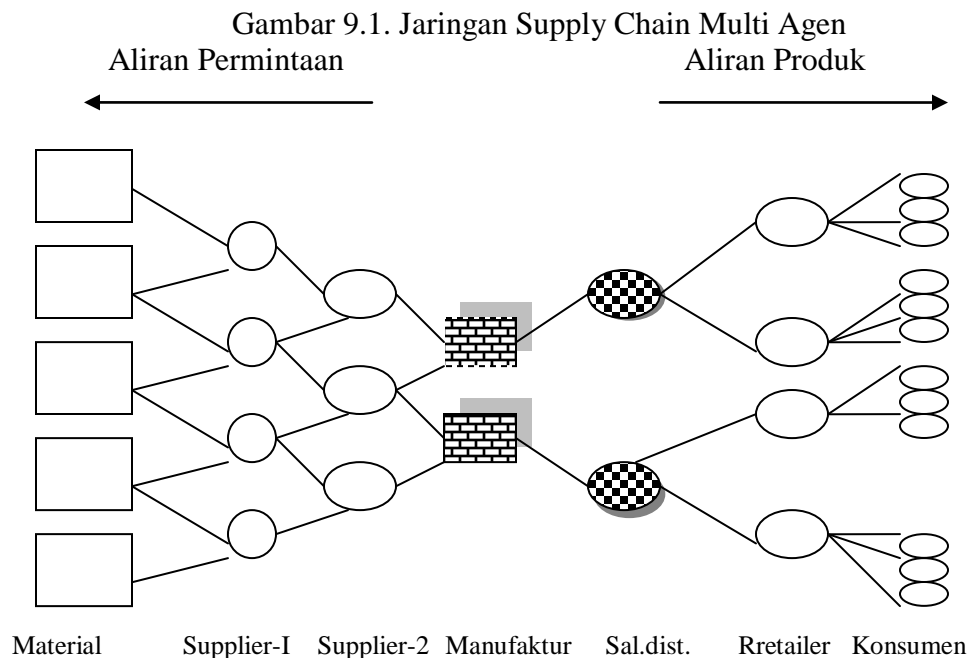 Gambar 9.1. Jaringan Supply Chain Multi Agen
Aliran Permintaan Aliran Produk
Material Supplier-I Supplier-2 Manufaktur Sal.dist. Rretailer Konsumen